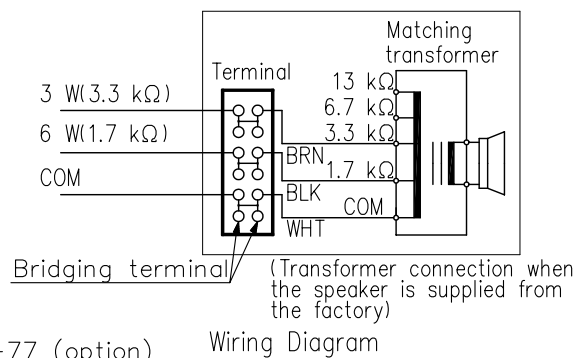 Matching
transformer
Terminal
13 kΩ
3 W(3.3 kΩ)
6.7 kΩ
6 W(1.7 kΩ)
3.3 kΩ
BRN
1.7 kΩ
COM
BLK
COM
WHT
Bridging terminal
(Transformer connection when
the speaker is supplied from
the factory)
-77 (option)
Wiring Diagram